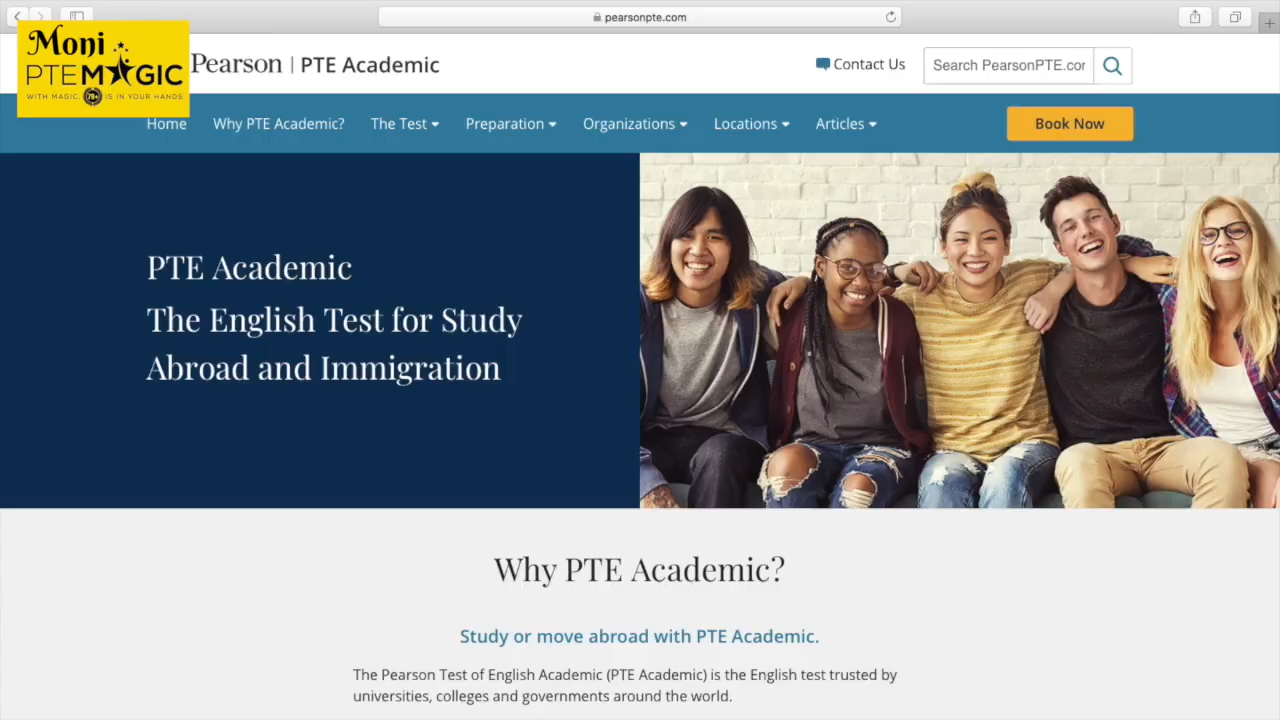 pearsonpte.com
Moni
PTE MAGIC
WITH MAGIC, 79+ IS IN YOUR HANDS
Pearson | PTE Academic
Contact Us
Search PearsonPTE.cor
Home
Why PTE Academic?
The Test
Preparation
Organizations
Locations
Articles
Book Now
PTE Academic
The English Test for Study
Abroad and Immigration
Why PTE Academic?
Study or move abroad with PTE Academic.
The Pearson Test of English Academic (PTE Academic) is the English test trusted by
universities, colleges and governments around the world.